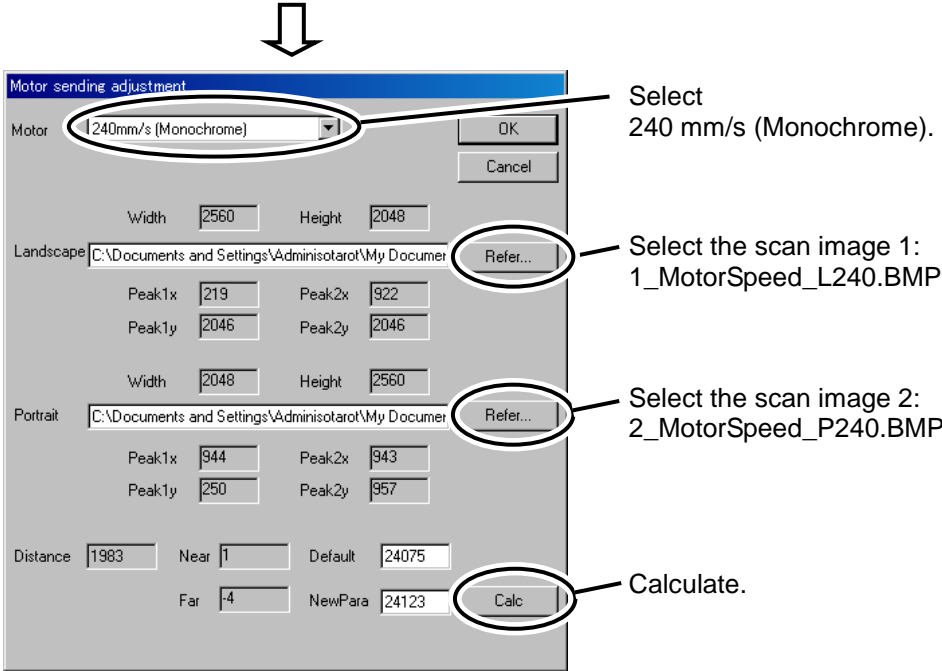 Motor sending adjustment
Select
240 mm/s (Monochrome).
Motor 240mm/s (Monochrome) OK
Cancel
Width 2560 Height 2048
Landscape C:\Documents and Settings\Adminisotarot\My Documer Refer...
Select the scan image 1:
1_MotorSpeed_L240.BMP
Peak1x 219 Peak2x 922
Peak1y 2046 Peak2y 2046
Width 2048 Height 2560
Portrait C:\Documents and Settings\Adminisotarot\My Documer Refer...
Select the scan image 2:
2_MotorSpeed_P240.BMP
Peak1x 944 Peak2x 943
Peak1y 250 Peak2y 957
Distance 1983 Near 1 Default 24075
Far -4 NewPara 24123 Calc
Calculate.